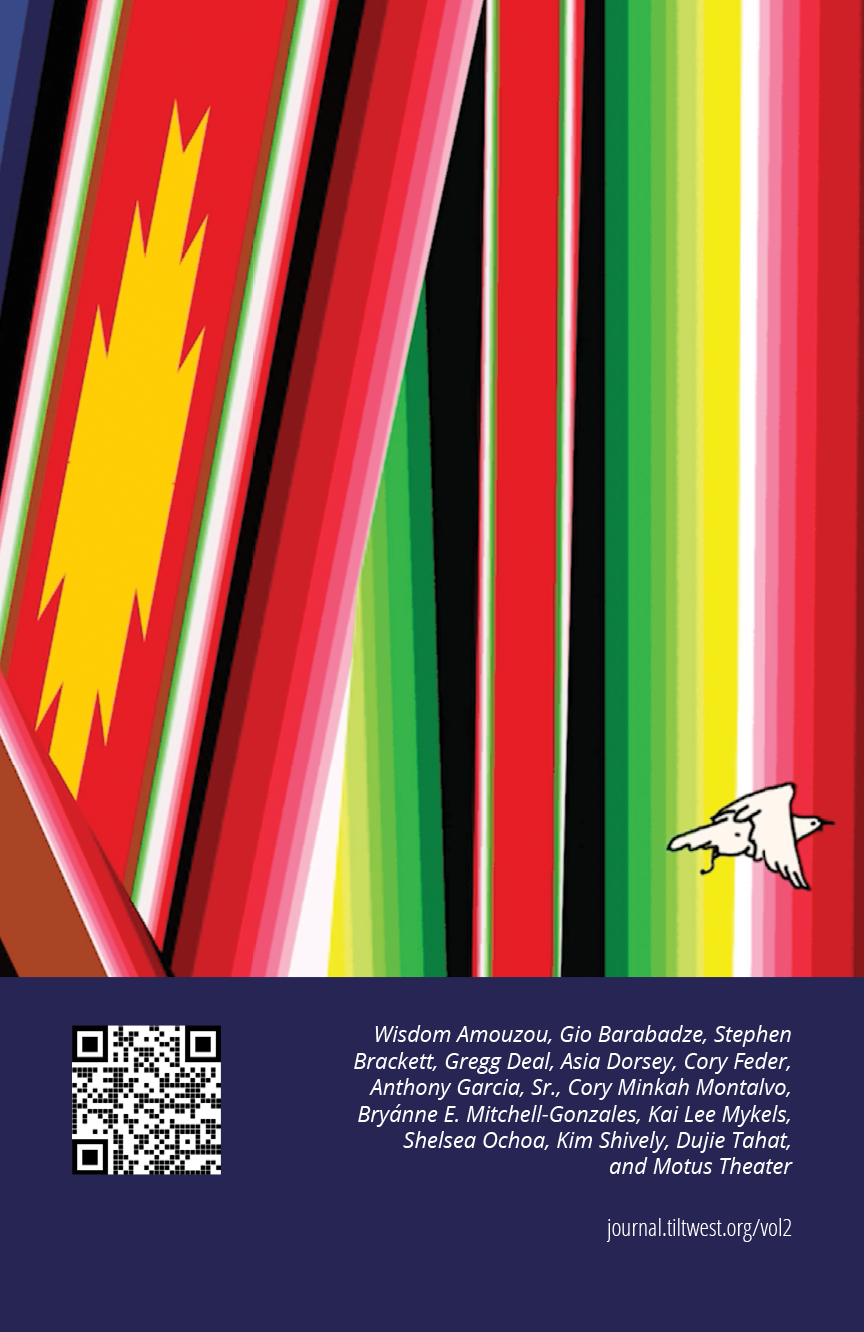 Wisdom Amouzou, Gio Barabadze, Stephen
Brackett, Gregg Deal, Asia Dorsey, Cory Feder,
Anthony Garcia, Sr., Cory Minkah Montalvo,
Bryánne E. Mitchell-Gonzales, Kai Lee Mykels,
Shelsea Ochoa, Kim Shively, Dujie Tahat,
and Motus Theater
journal.tiltwest.org/vol2